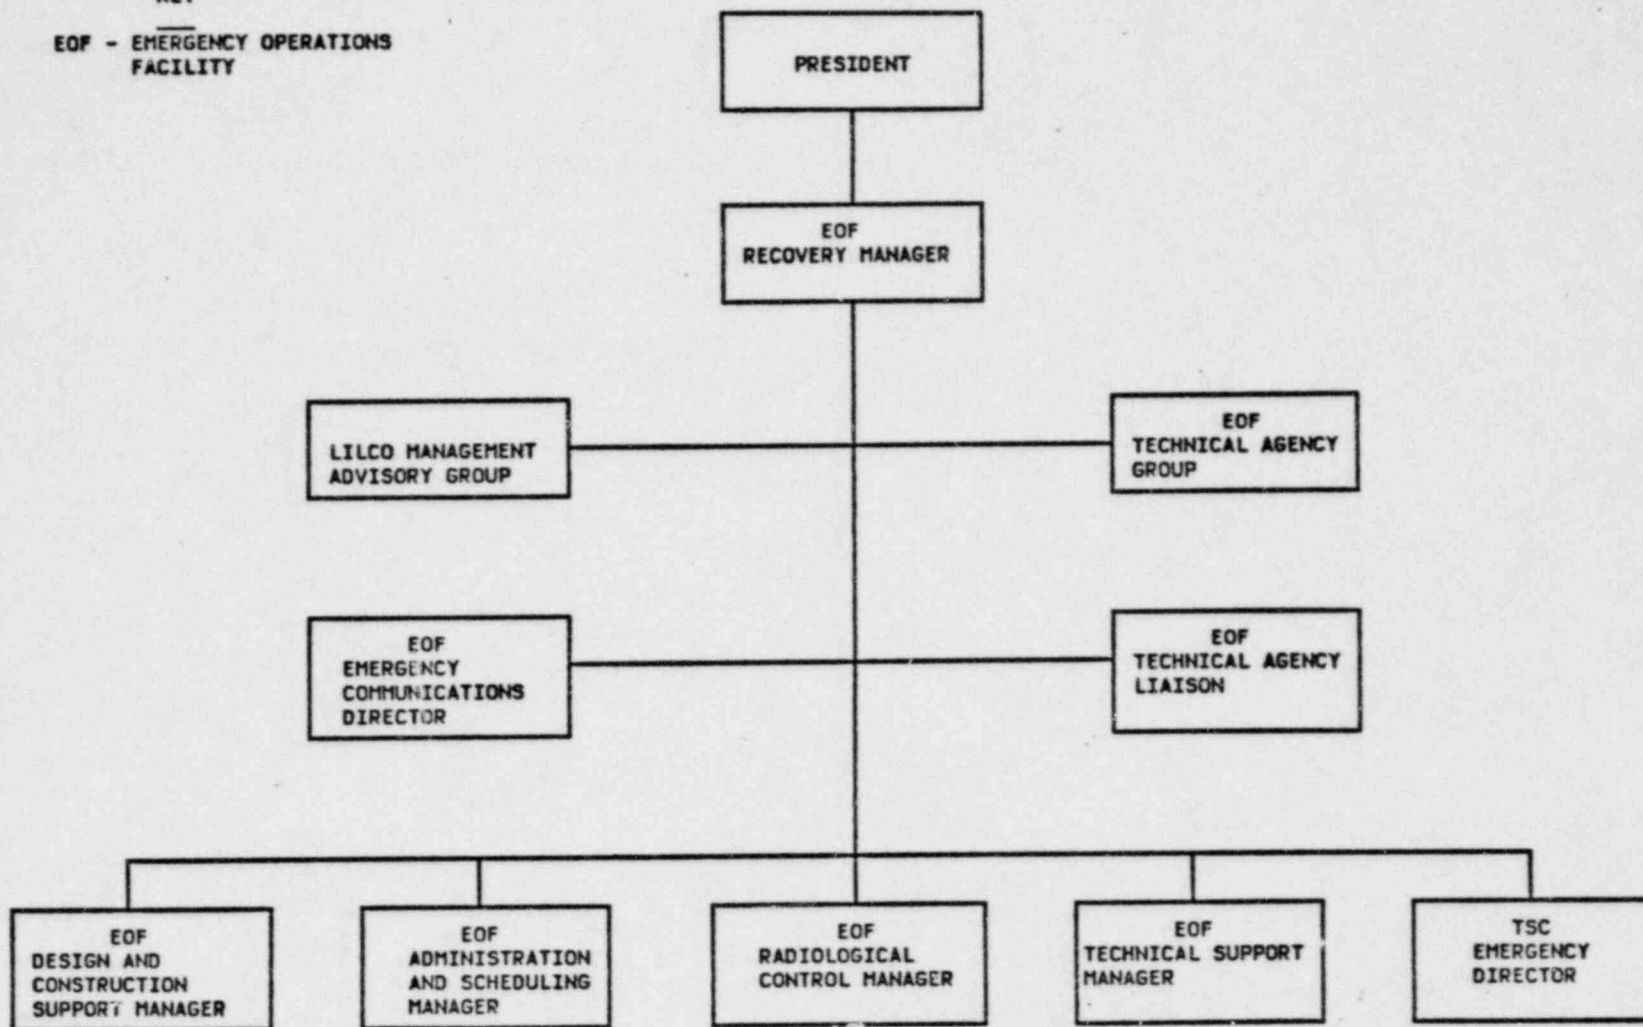 KEY
EOF - EMERGENCY OPERATIONS
FACILITY
PRESIDENT
EOF
RECOVERY MANAGER
LILCO MANAGEMENT
ADVISORY GROUP
EOF
TECHNICAL AGENCY
GROUP
EOF
EMERGENCY
COMMUNICATIONS
DIRECTOR
EOF
TECHNICAL AGENCY
LIAISON
EOF
DESIGN AND
CONSTRUCTION
SUPPORT MANAGER
EOF
ADMINISTRATION
AND SCHEDULING
MANAGER
EOF
RADIOLOGICAL
CONTROL MANAGER
EOF
TECHNICAL SUPPORT
MANAGER
TSC
EMERGENCY
DIRECTOR